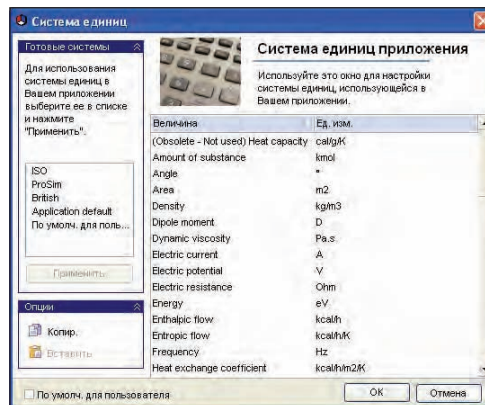 Система единиц
Готовые системы
Для использования
системы единиц в
Вашем приложении
выберите ее в списке
и нажмите
"Применить".
ISO
ProSim
British
Application default
По умолч. для поль...
Применить
Опции
Копир.
Вставить
Система единиц приложения
Используйте это окно для настройки
системы единиц, использующейся в
Вашем приложении.
Величина Ед. изм.
(Obsolete - Not used) Heat capacity cal/g/K
Amount of substance kmol
Angle °
Area m2
Density kg/m3
Dipole moment D
Dynamic viscosity Pa.s
Electric current A
Electric potential V
Electric resistance Ohm
Energy eV
Enthalpic flow kcal/h
Entropic flow kcal/h/K
Frequency Hz
Heat exchange coefficient kcal/h/m2/K
По умолч. для пользователя
OK Отмена